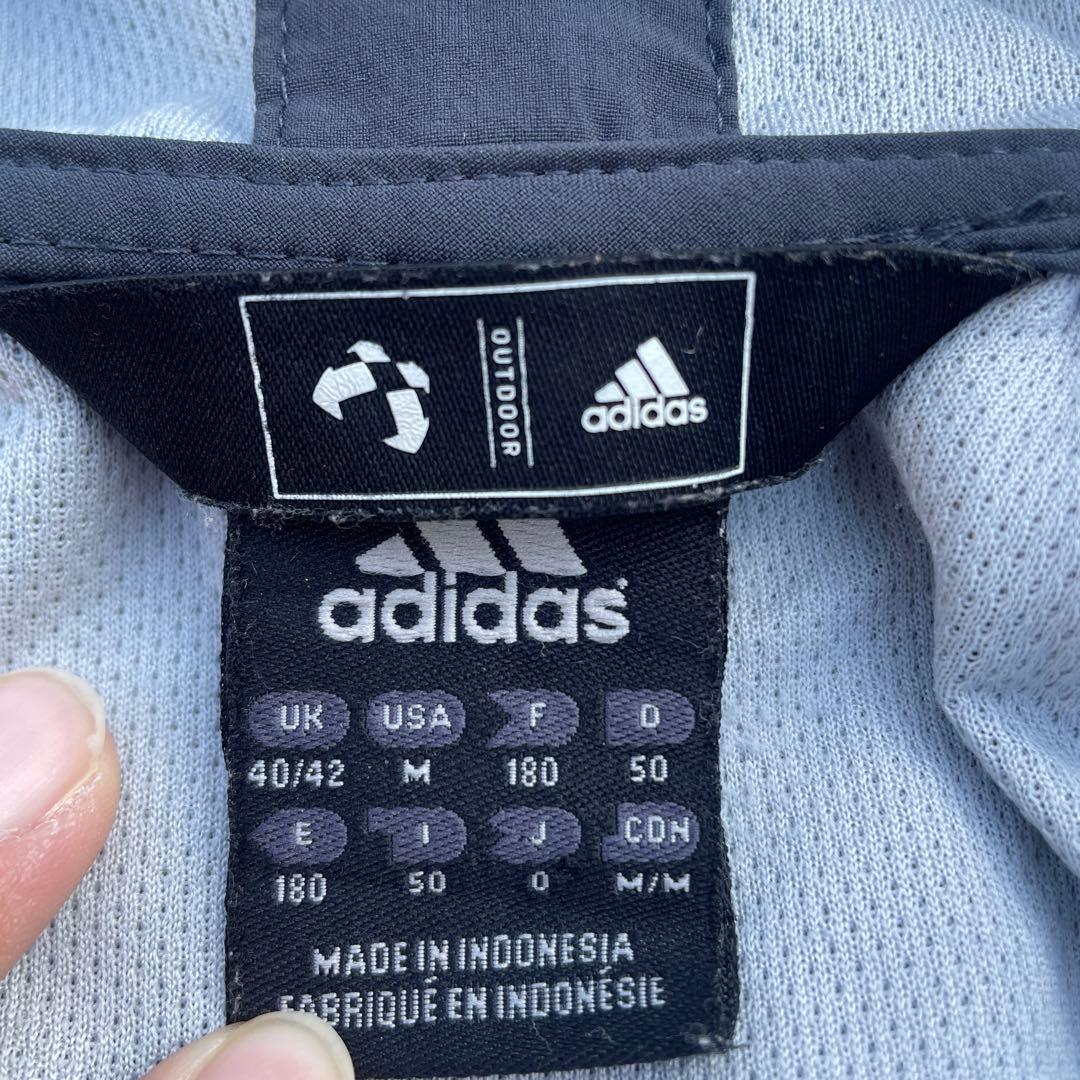 OUTDOOR
adidas
adidas
UK USA F D
40/42 M 180 50
E I J CDN
180 50 O M/M
MADE IN INDONESIA
FABRIQUÉ EN INDONÉSIE